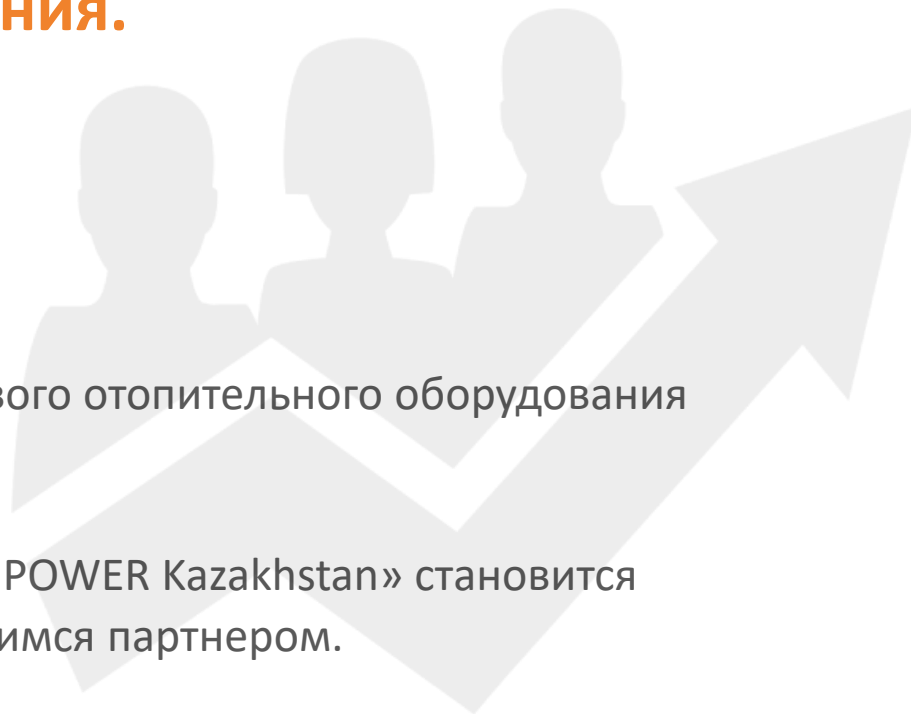 ния.
вого отопительного оборудования
POWER Kazakhstan» становится
имся партнером.